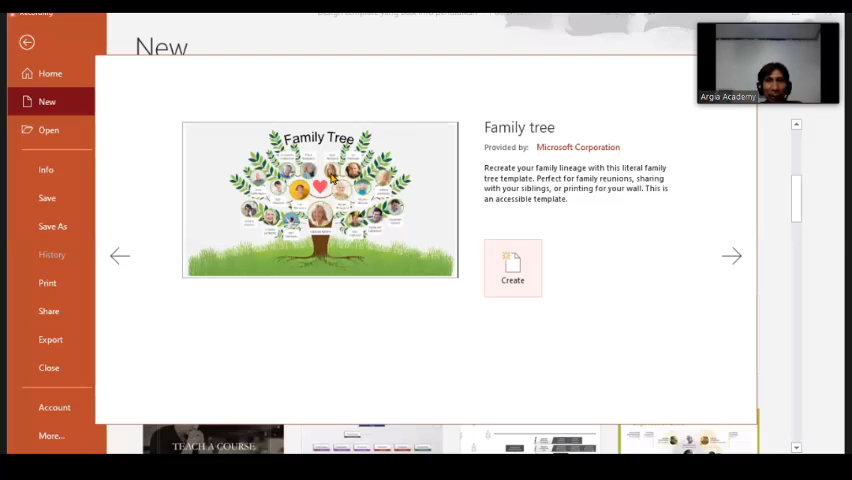 Home
New
Open
Info
Save
Save As
History
Print
Share
Export
Close
Account
More...
New
Family Tree
Family tree
Provided by: Microsoft Corporation
Recreate your family lineage with this literal family
tree template. Perfect for family reunions, sharing
with your siblings, or printing for your wall. This is
an accessible template.
Create
Argia Academy
TEACH A COURSE